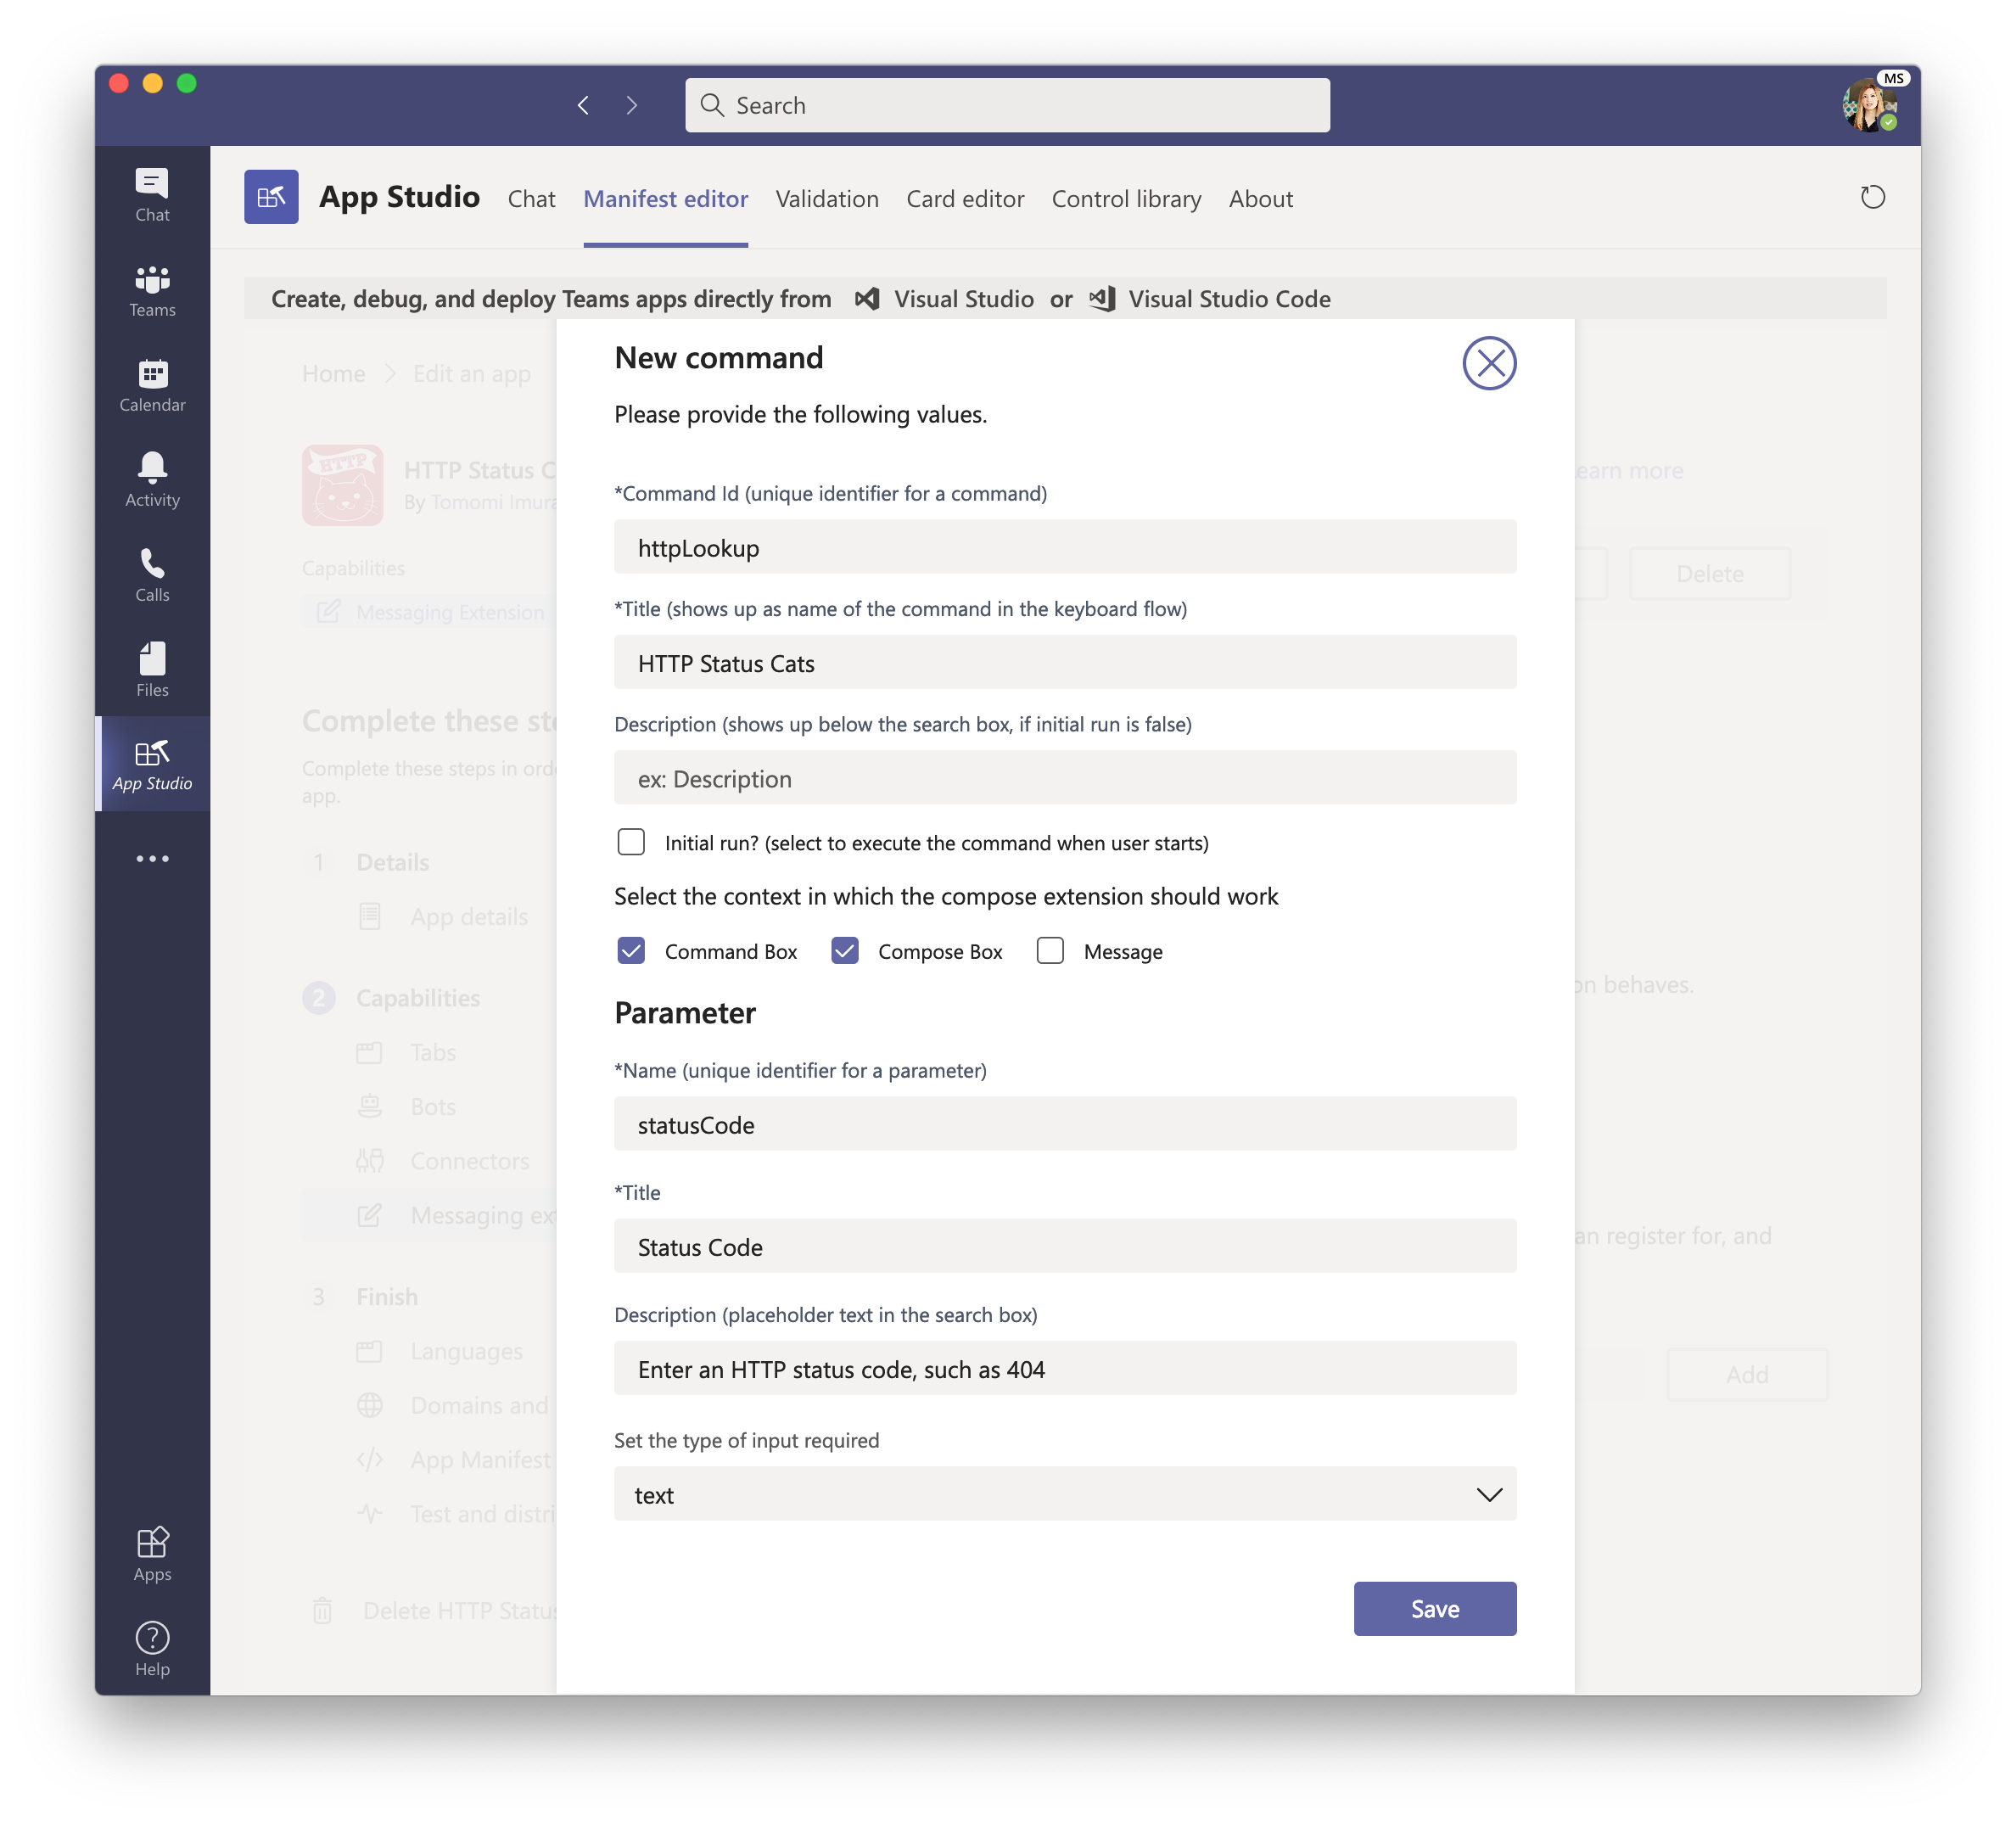 MS
Search
Chat
Teams
Calendar
Activity
Calls
Files
App Studio
Apps
Help
App Studio
Chat
Manifest editor
Validation
Card editor
Control library
About
Create, debug, and deploy Teams apps directly from Visual Studio or Visual Studio Code
Home > Edit an app
HTTP
HTTP Status C
By Tomomi Imura
Capabilities
Messaging Extension
Complete these ste
Complete these steps in orde
app.
1 Details
App details
2 Capabilities
Tabs
Bots
Connectors
Messaging ext
3 Finish
Languages
Domains and
App Manifest
Test and distri
Delete HTTP Status
New command
Please provide the following values.
*Command Id (unique identifier for a command)
httpLookup
*Title (shows up as name of the command in the keyboard flow)
HTTP Status Cats
Description (shows up below the search box, if initial run is false)
ex: Description
Initial run? (select to execute the command when user starts)
Select the context in which the compose extension should work
Command Box
Compose Box
Message
Parameter
*Name (unique identifier for a parameter)
statusCode
*Title
Status Code
Description (placeholder text in the search box)
Enter an HTTP status code, such as 404
Set the type of input required
text
Save
earn more
Delete
on behaves.
an register for, and
Add